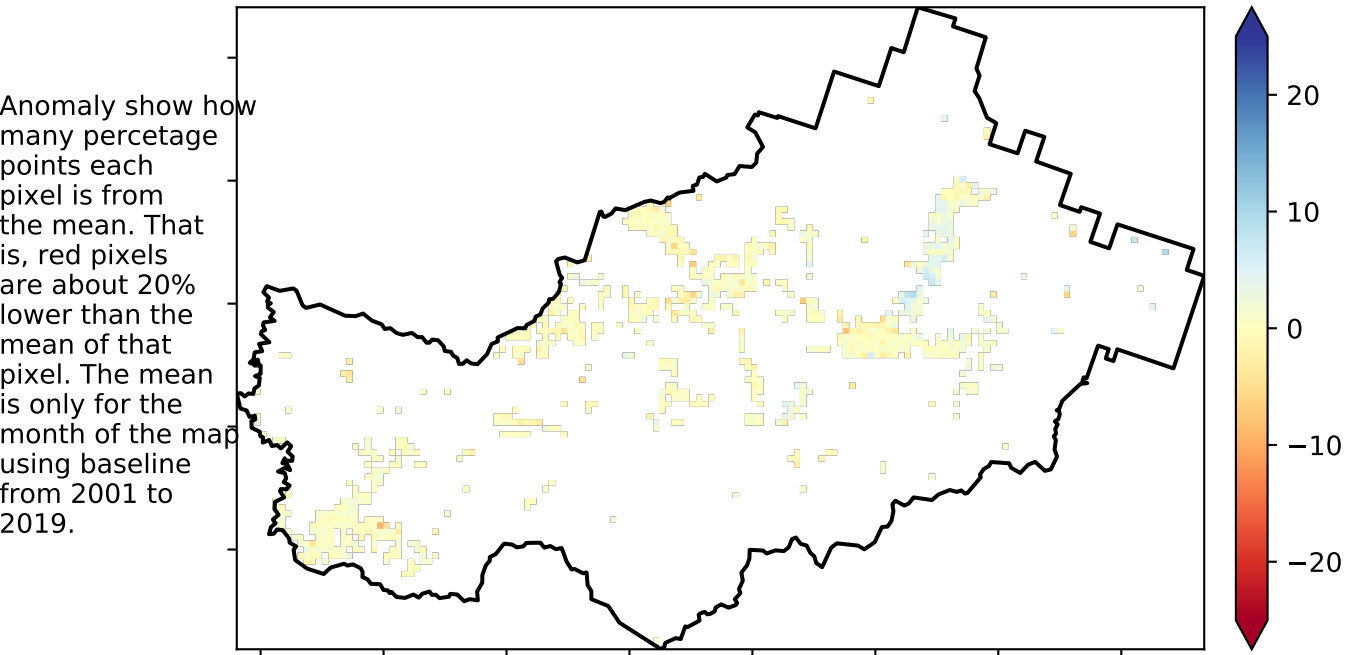 Anomaly show how
many percetage
points each
pixel is from
the mean. That
is, red pixels
are about 20%
lower than the
mean of that
pixel. The mean
is only for the
month of the map
using baseline
from 2001 to
2019.
20
10
0
−10
−20